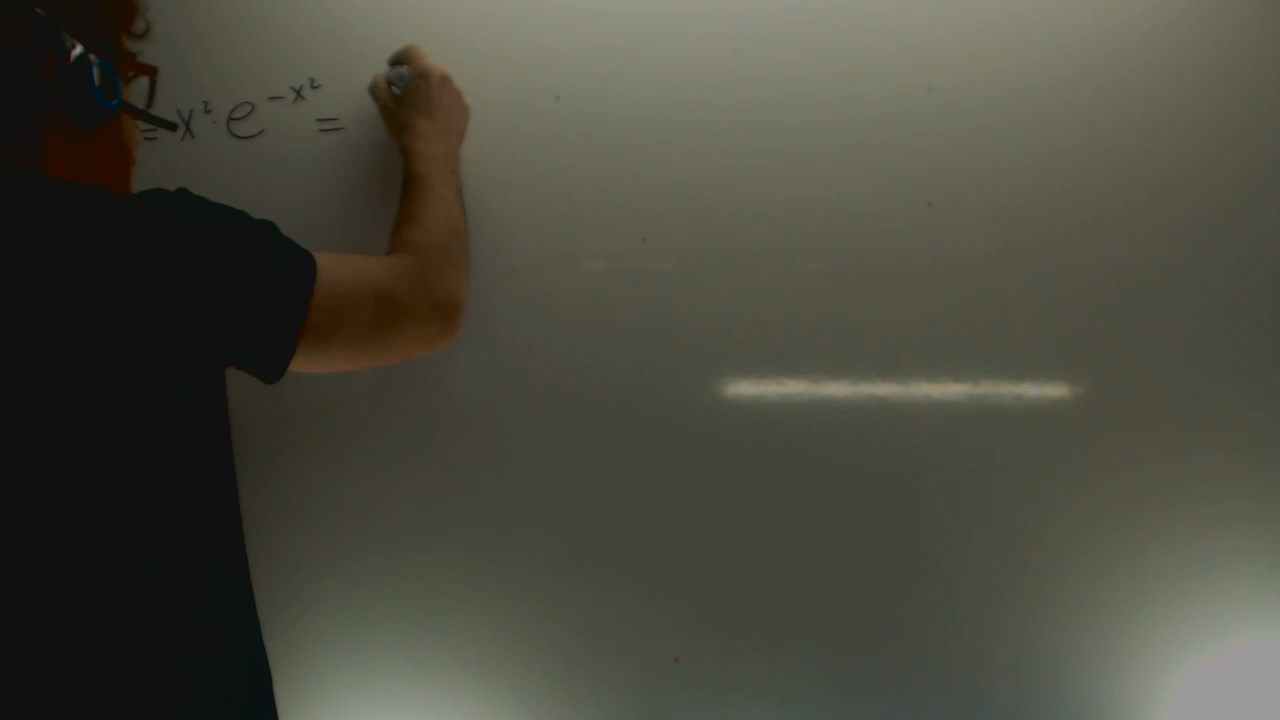 = x² · e^{-x²} =